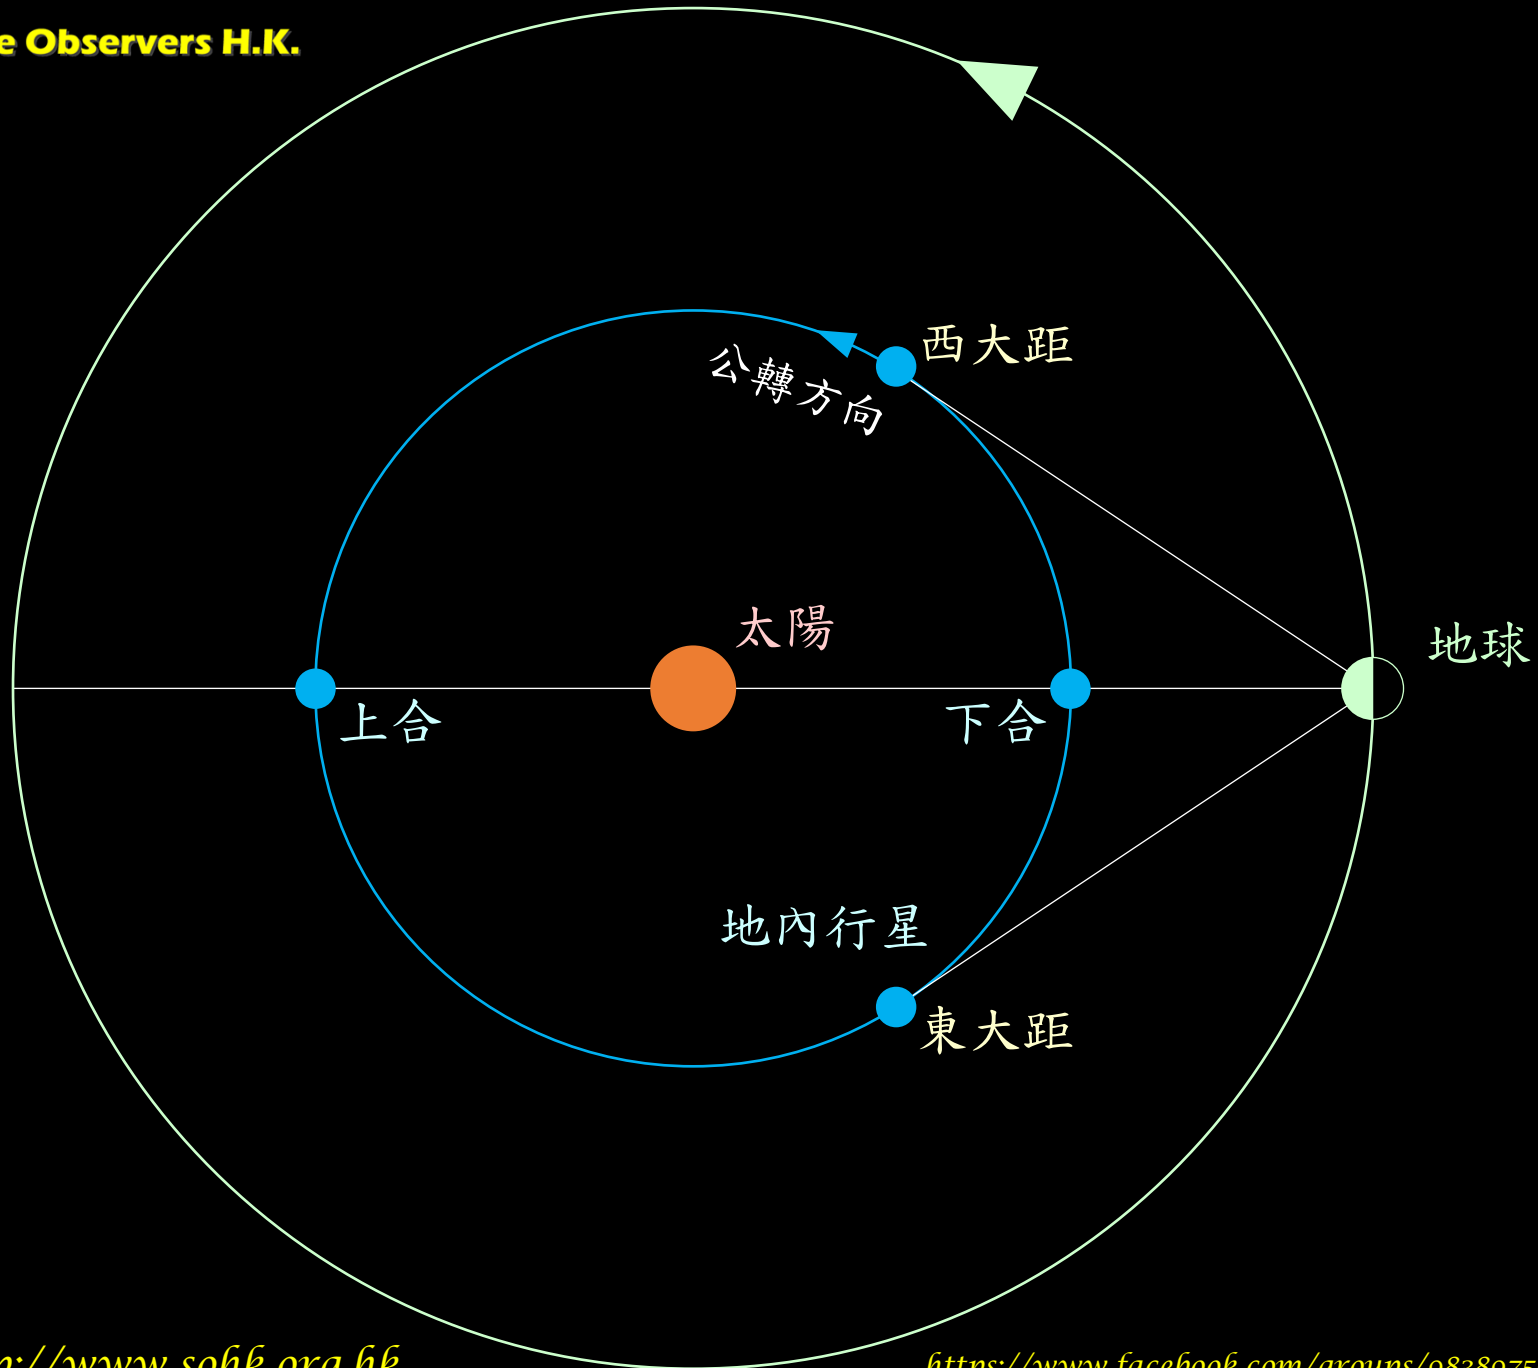 e Observers H.K.
西大距
公轉方向
太陽
地球
上合
下合
地內行星
東大距
://www.sohk.org.hk
https://www.facebook.com/groups/